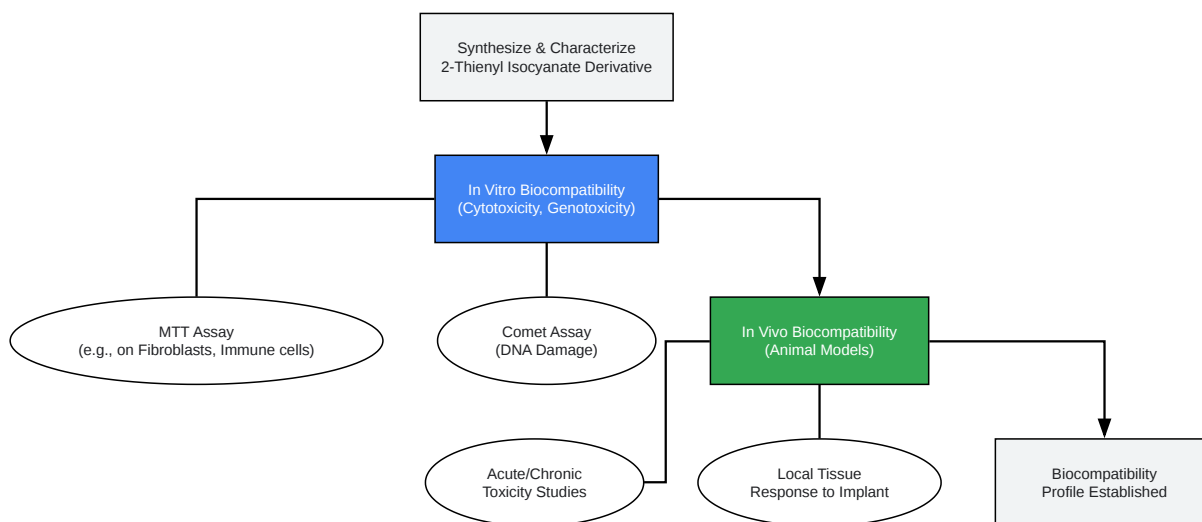 Synthesize & Characterize
2-Thienyl Isocyanate Derivative
In Vitro Biocompatibility
(Cytotoxicity, Genotoxicity)
MTT Assay
(e.g., on Fibroblasts, Immune cells)
Comet Assay
(DNA Damage)
In Vivo Biocompatibility
(Animal Models)
Acute/Chronic
Toxicity Studies
Local Tissue
Response to Implant
Biocompatibility
Profile Established